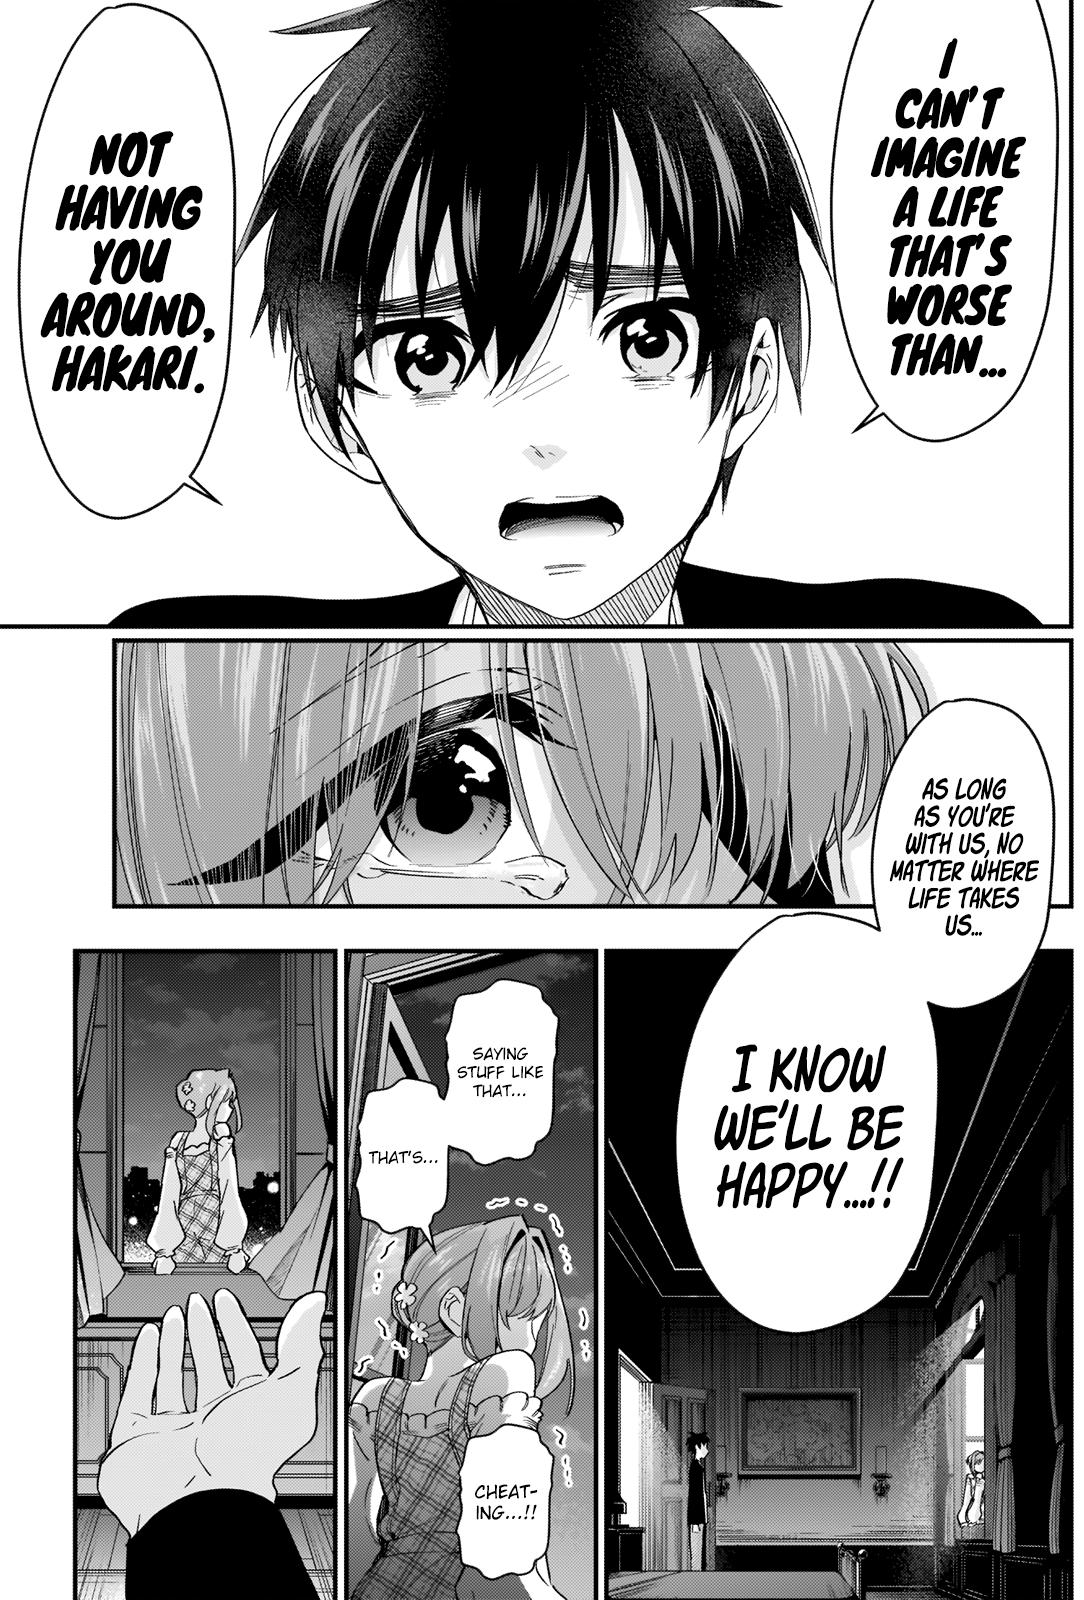 I
CAN'T
IMAGINE
A LIFE
THAT'S
WORSE
THAN...
NOT
HAVING
YOU
AROUND,
HAKARI.
AS LONG
AS YOU'RE
WITH US, NO
MATTER WHERE
LIFE TAKES
US...
I KNOW
WE'LL BE
HAPPY....!!
SAYING
STUFF LIKE
THAT...
THAT'S...
CHEAT-
ING...!!